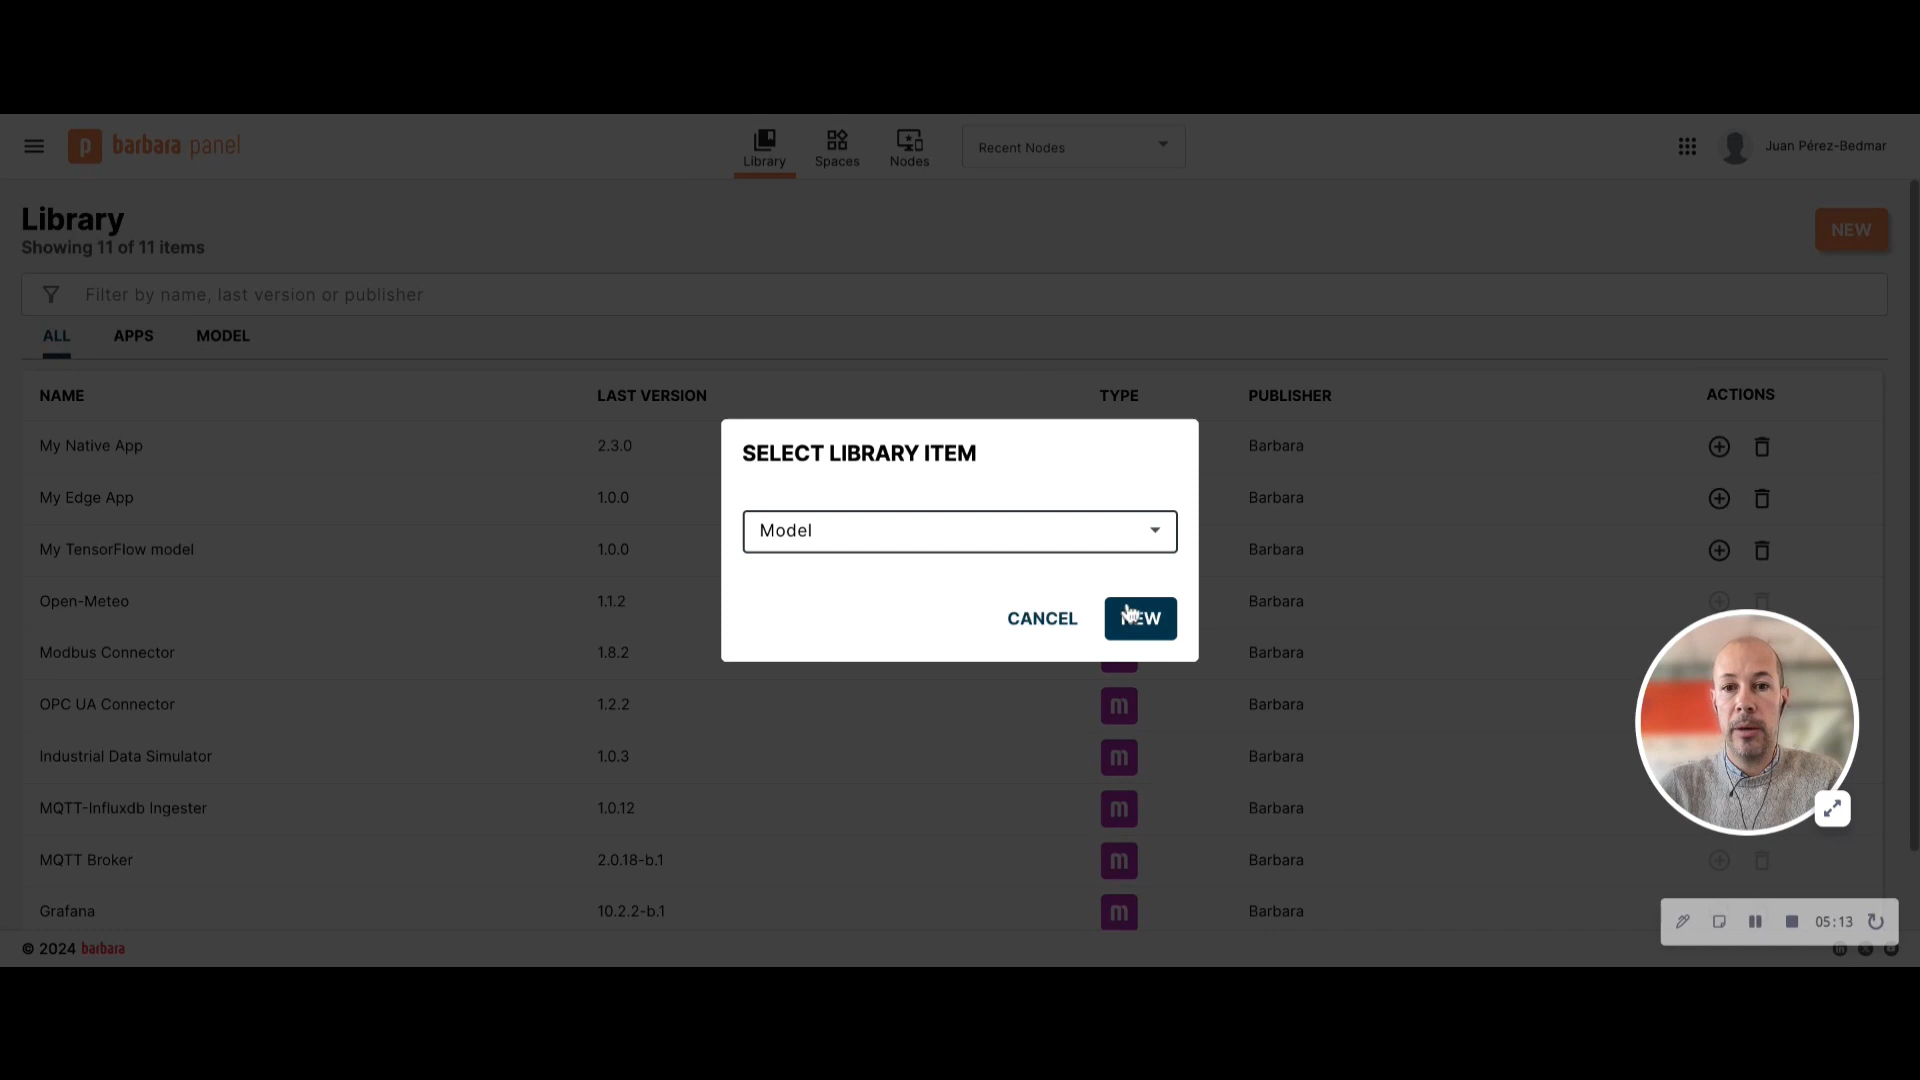 barbara panel
Library
Spaces
Nodes
Recent Nodes
Juan Pérez-Bedmar
Library
Showing 11 of 11 items
NEW
Filter by name, last version or publisher
ALL APPS MODEL
NAME LAST VERSION TYPE PUBLISHER ACTIONS
My Native App 2.3.0 Barbara
My Edge App 1.0.0 Barbara
My TensorFlow model 1.0.0 Barbara
Open-Meteo 1.1.2 Barbara
Modbus Connector 1.8.2 Barbara
OPC UA Connector 1.2.2 m Barbara
Industrial Data Simulator 1.0.3 m Barbara
MQTT-Influxdb Ingester 1.0.12 m Barbara
MQTT Broker 2.0.18-b.1 m Barbara
Grafana 10.2.2-b.1 m Barbara
SELECT LIBRARY ITEM
Model
CANCEL NEW
05:13
© 2024 barbara